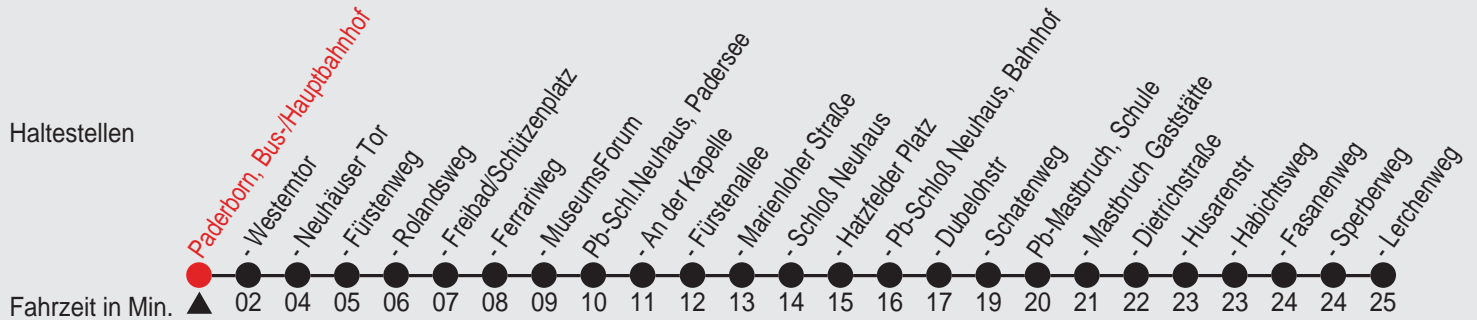 Haltestellen
Paderborn, Bus-/Hauptbahnhof
- Westerntor
- Neuhäuser Tor
- Fürstenweg
- Rolandsweg
- Freibad/Schützenplatz
- Ferrariweg
- MuseumsForum
Pb-Schl.Neuhaus, Padersee
- An der Kapelle
- Fürstenallee
- Marienloher Straße
- Schloß Neuhaus
- Hatzfelder Platz
- Pb-Schloß Neuhaus, Bahnhof
- Dubelohstr
- Schatenweg
Pb-Mastbruch, Schule
- Mastbruch Gaststätte
- Dietrichstraße
- Husarenstr
- Habichtsweg
- Fasanenweg
- Sperberweg
- Lerchenweg
Fahrzeit in Min. 02 04 05 06 07 08 09 10 11 12 13 14 15 16 17 19 20 21 22 23 23 24 24 25